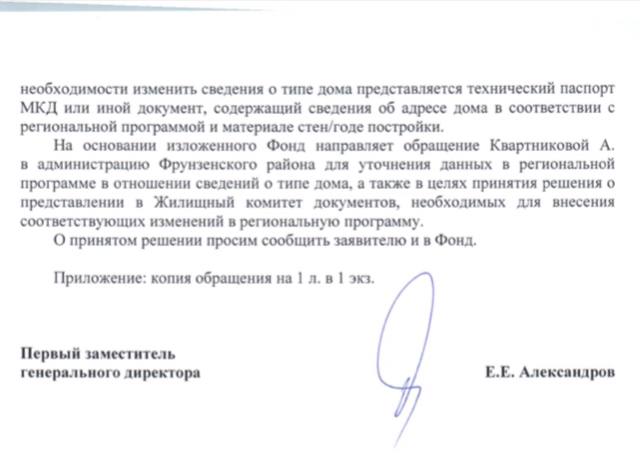 необходимости изменить сведения о типе дома представляется технический паспорт
МКД или иной документ, содержащий сведения об адресе дома в соответствии с
региональной программой и материале стен/годе постройки.
На основании изложенного Фонд направляет обращение Квартниковой А.
в администрацию Фрунзенского района для уточнения данных в региональной
программе в отношении сведений о типе дома, а также в целях принятия решения о
представлении в Жилищный комитет документов, необходимых для внесения
соответствующих изменений в региональную программу.
О принятом решении просим сообщить заявителю и в Фонд.
Приложение: копия обращения на 1 л. в 1 экз.
Первый заместитель
генерального директора
Е.Е. Александров